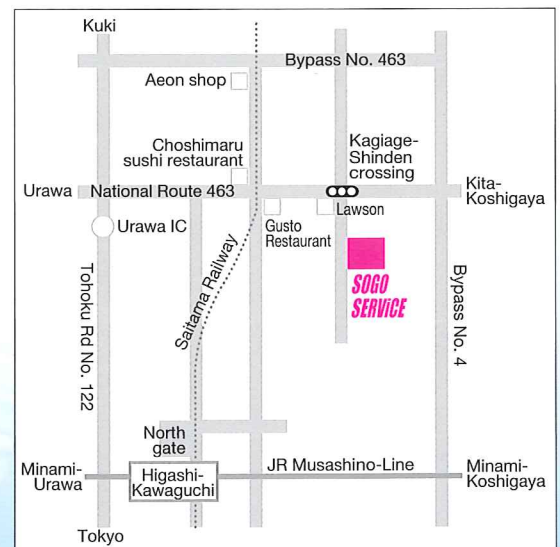 Kuki
Bypass No. 463
Aeon shop
Choshimaru
sushi restaurant
Kagiage-
Shinden
crossing
Urawa
National Route 463
Kita-
Koshigaya
Urawa IC
Gusto
Restaurant
Lawson
Saitama Railway
SOGO
SERViCE
Tohoku Rd No. 122
Bypass No. 4
North
gate
Minami-
Urawa
Higashi-
Kawaguchi
JR Musashino-Line
Minami-
Koshigaya
Tokyo